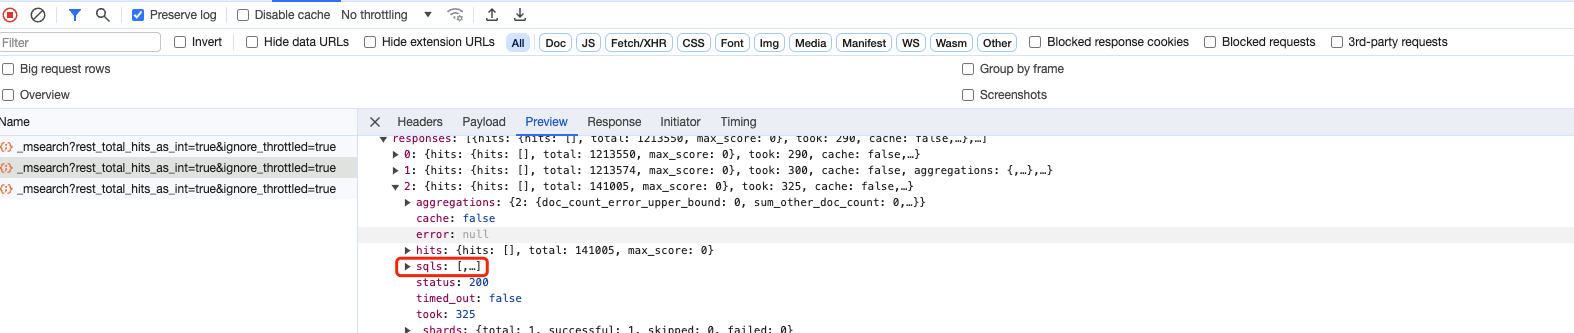 Preserve log Disable cache No throttling
Filter Invert Hide data URLs Hide extension URLs All Doc JS Fetch/XHR CSS Font Img Media Manifest WS Wasm Other Blocked response cookies Blocked requests 3rd-party requests
Big request rows Group by frame
Overview Screenshots
Name
_msearch?rest_total_hits_as_int=true&ignore_throttled=true
_msearch?rest_total_hits_as_int=true&ignore_throttled=true
_msearch?rest_total_hits_as_int=true&ignore_throttled=true
Headers Payload Preview Response Initiator Timing
responses: [{hits: {hits: [], total: 1213550, max_score: 0}, took: 290, cache: false,…},…]
0: {hits: {hits: [], total: 1213550, max_score: 0}, took: 290, cache: false,…}
1: {hits: {hits: [], total: 1213574, max_score: 0}, took: 300, cache: false, aggregations: {,…},…}
2: {hits: {hits: [], total: 141005, max_score: 0}, took: 325, cache: false,…}
aggregations: {2: {doc_count_error_upper_bound: 0, sum_other_doc_count: 0,…}}
cache: false
error: null
hits: {hits: [], total: 141005, max_score: 0}
sqls: [,…]
status: 200
timed_out: false
took: 325
_shards: {total: 1, successful: 1, skipped: 0, failed: 0}